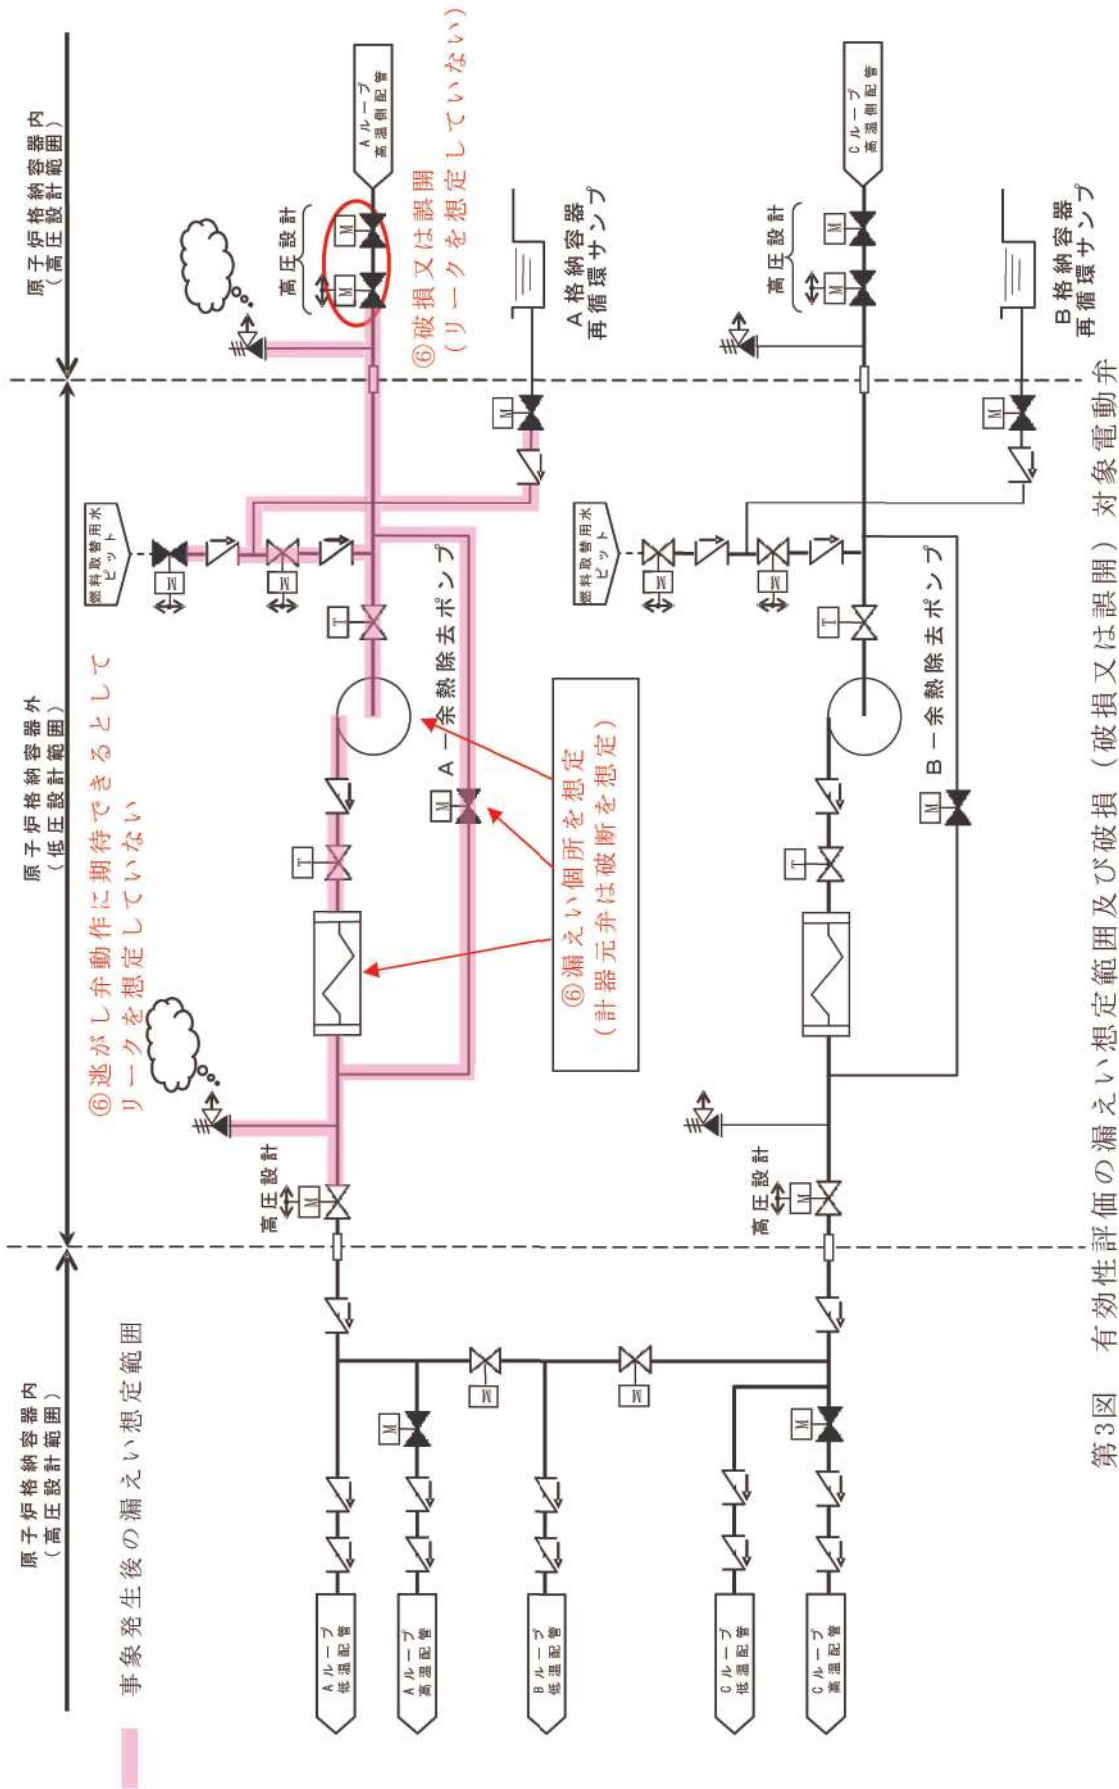 原子炉格納容器内
(高圧設計範囲)
原子炉格納容器外
(低圧設計範囲)
原子炉格納容器内
(高圧設計範囲)
事象発生後の漏えい想定範囲
⑥逃がし弁動作に期待できるとして
リークを想定していない
燃料取替用水
ピット
M
M
高圧設計
M
M
M
Aループ
高温側配管
⑥破損又は誤開
(リークを想定していない)
高圧設計
M
T
T
M
A格納容器
再循環サンプ
M
A-余熱除去ポンプ
Aループ
低温配管
M
Aループ
高温配管
M
Bループ
低温配管
M
⑥漏えい個所を想定
(計器元弁は破断を想定)
燃料取替用水
ピット
M
M
高圧設計
M
M
Cループ
高温側配管
高圧設計
M
T
T
M
B格納容器
再循環サンプ
M
B-余熱除去ポンプ
Cループ
低温配管
M
Cループ
高温配管
第3図 有効性評価の漏えい想定範囲及び破損(破損又は誤開)対象電動弁